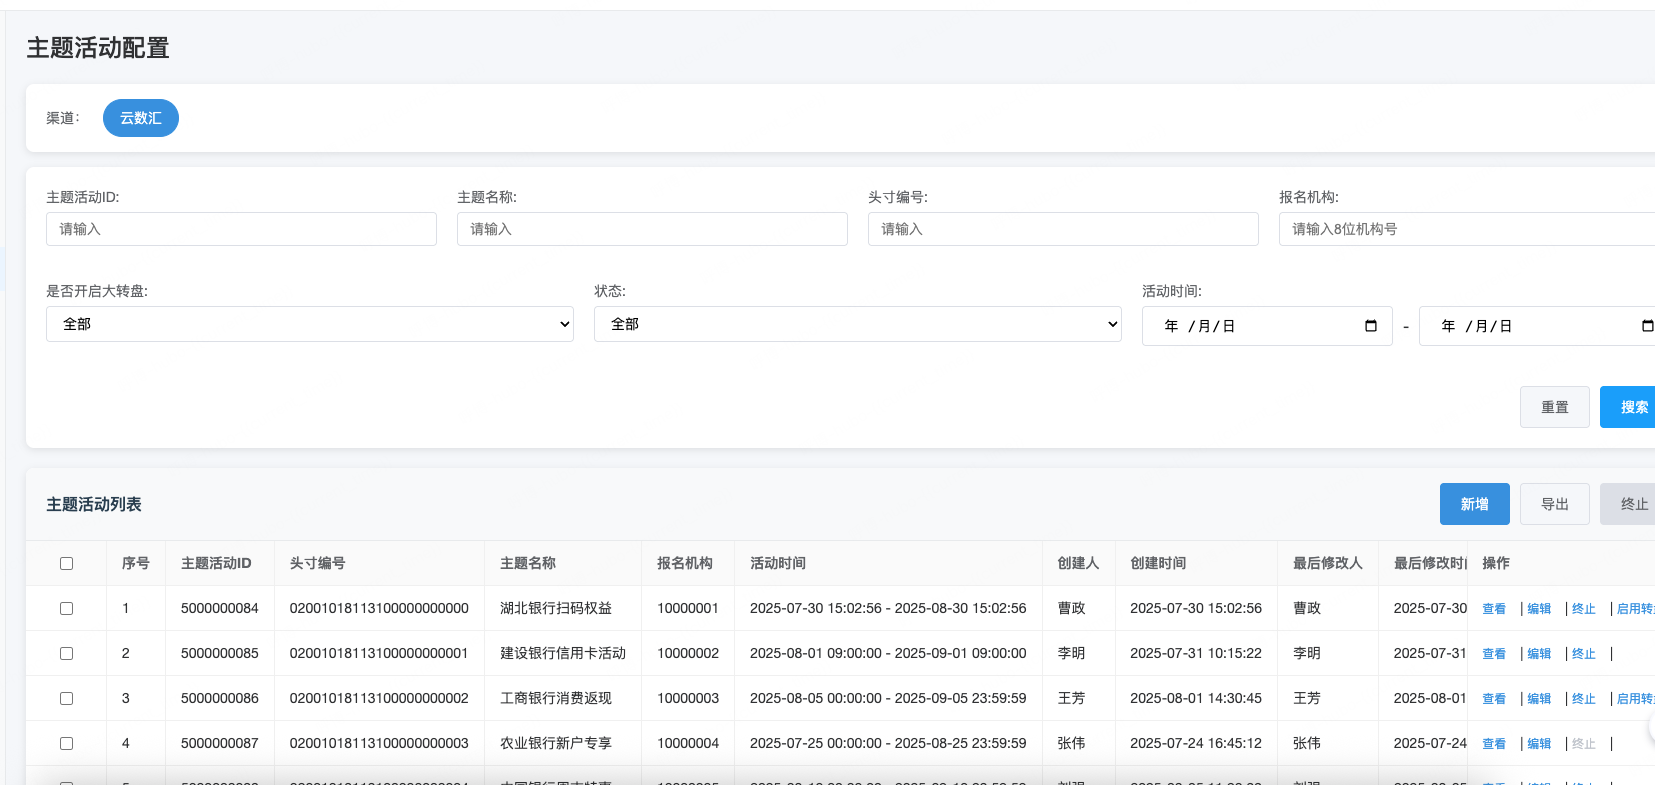 主题活动配置
渠道: 云数汇
主题活动ID: 主题名称: 头寸编号: 报名机构:
请输入 请输入 请输入 请输入8位机构号
是否开启大转盘: 状态: 活动时间:
全部 全部 年 /月/日 - 年 /月/日
重置 搜索
主题活动列表 新增 导出 终止
序号 主题活动ID 头寸编号 主题名称 报名机构 活动时间 创建人 创建时间 最后修改人 最后修改时 操作
1 5000000084 02001018113100000000000 湖北银行扫码权益 10000001 2025-07-30 15:02:56 - 2025-08-30 15:02:56 曹政 2025-07-30 15:02:56 曹政 2025-07-30 查看 | 编辑 | 终止 | 启用转
2 5000000085 02001018113100000000001 建设银行信用卡活动 10000002 2025-08-01 09:00:00 - 2025-09-01 09:00:00 李明 2025-07-31 10:15:22 李明 2025-07-31 查看 | 编辑 | 终止 |
3 5000000086 02001018113100000000002 工商银行消费返现 10000003 2025-08-05 00:00:00 - 2025-09-05 23:59:59 王芳 2025-08-01 14:30:45 王芳 2025-08-01 查看 | 编辑 | 终止 | 启用转
4 5000000087 02001018113100000000003 农业银行新户专享 10000004 2025-07-25 00:00:00 - 2025-08-25 23:59:59 张伟 2025-07-24 16:45:12 张伟 2025-07-24 查看 | 编辑 | 终止 |